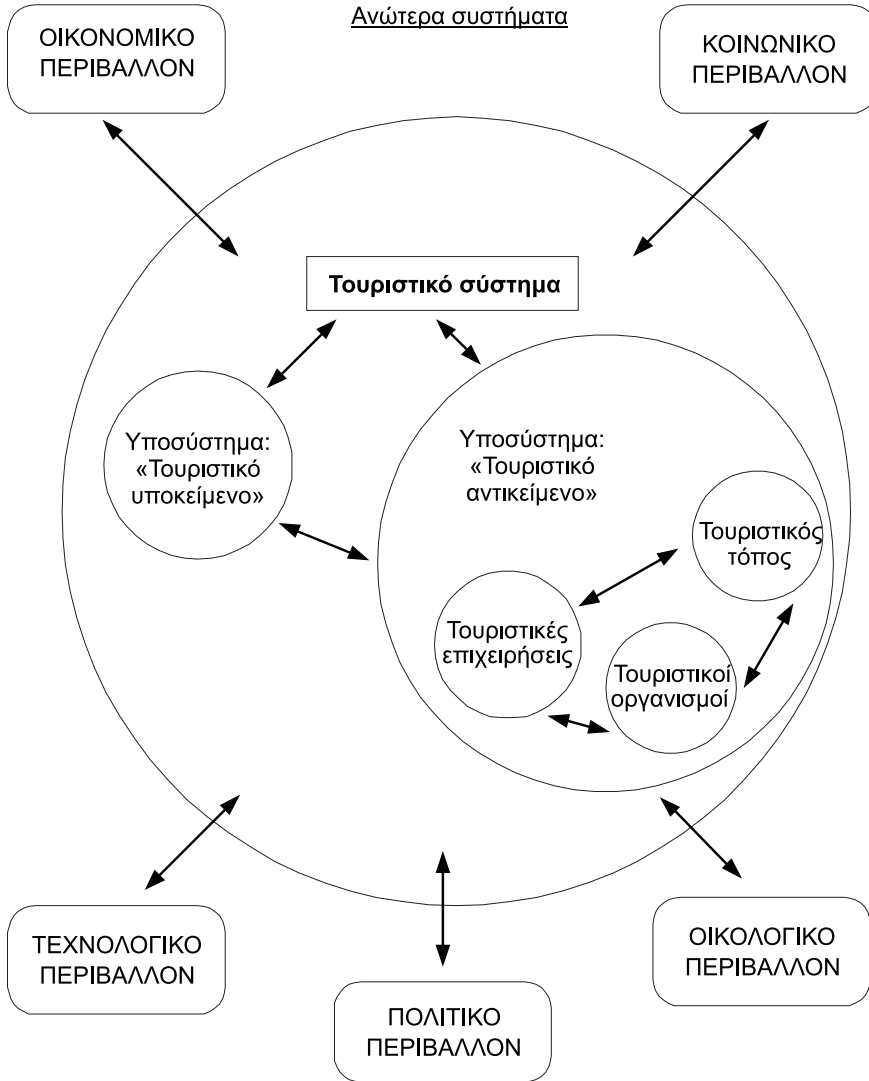 Ανώτερα συστήματα
ΟΙΚΟΝΟΜΙΚΟ
ΠΕΡΙΒΑΛΛΟΝ
ΚΟΙΝΩΝΙΚΟ
ΠΕΡΙΒΑΛΛΟΝ
Τουριστικό σύστημα
Υποσύστημα:
«Τουριστικό
υποκείμενο»
Υποσύστημα:
«Τουριστικό
αντικείμενο»
Τουριστικός
τόπος
Τουριστικές
επιχειρήσεις
Τουριστικοί
οργανισμοί
ΤΕΧΝΟΛΟΓΙΚΟ
ΠΕΡΙΒΑΛΛΟΝ
ΠΟΛΙΤΙΚΟ
ΠΕΡΙΒΑΛΛΟΝ
ΟΙΚΟΛΟΓΙΚΟ
ΠΕΡΙΒΑΛΛΟΝ